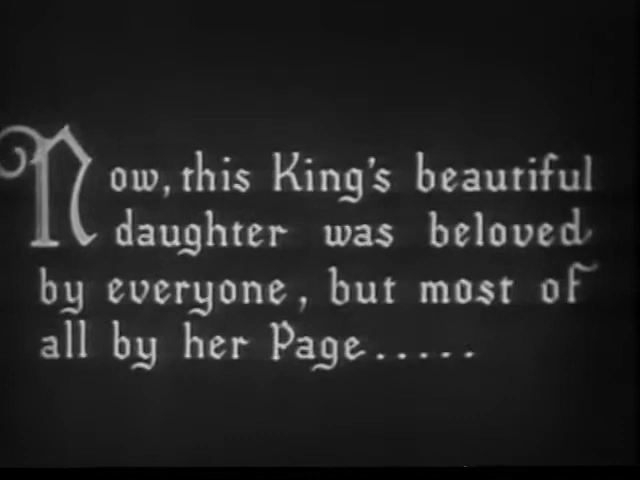 Now, this King's beautiful
daughter was beloved
by everyone, but most of
all by her Page.....